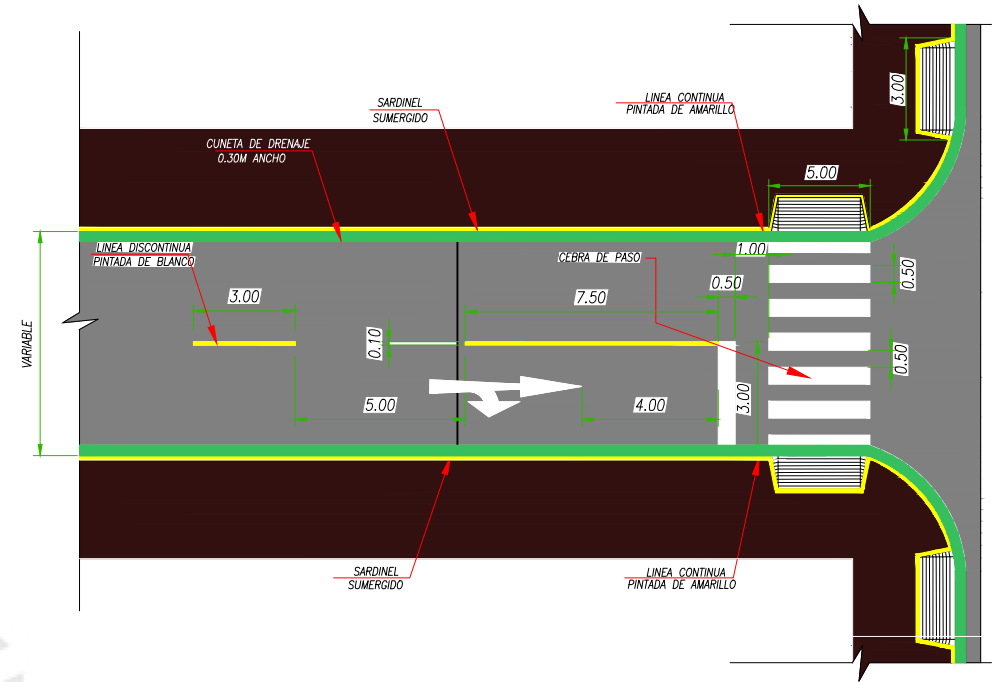 SARDINEL
SUMERGIDO
LINEA CONTINUA
PINTADA DE AMARILLO
3.00
CUNETA DE DRENAJE
0.30M ANCHO
5.00
LINEA DISCONTINUA
PINTADA DE BLANCO
CEBRA DE PASO
1.00
0.50
0.50
3.00
7.50
VARIABLE
0.10
0.50
5.00
4.00
3.00
SARDINEL
SUMERGIDO
LINEA CONTINUA
PINTADA DE AMARILLO